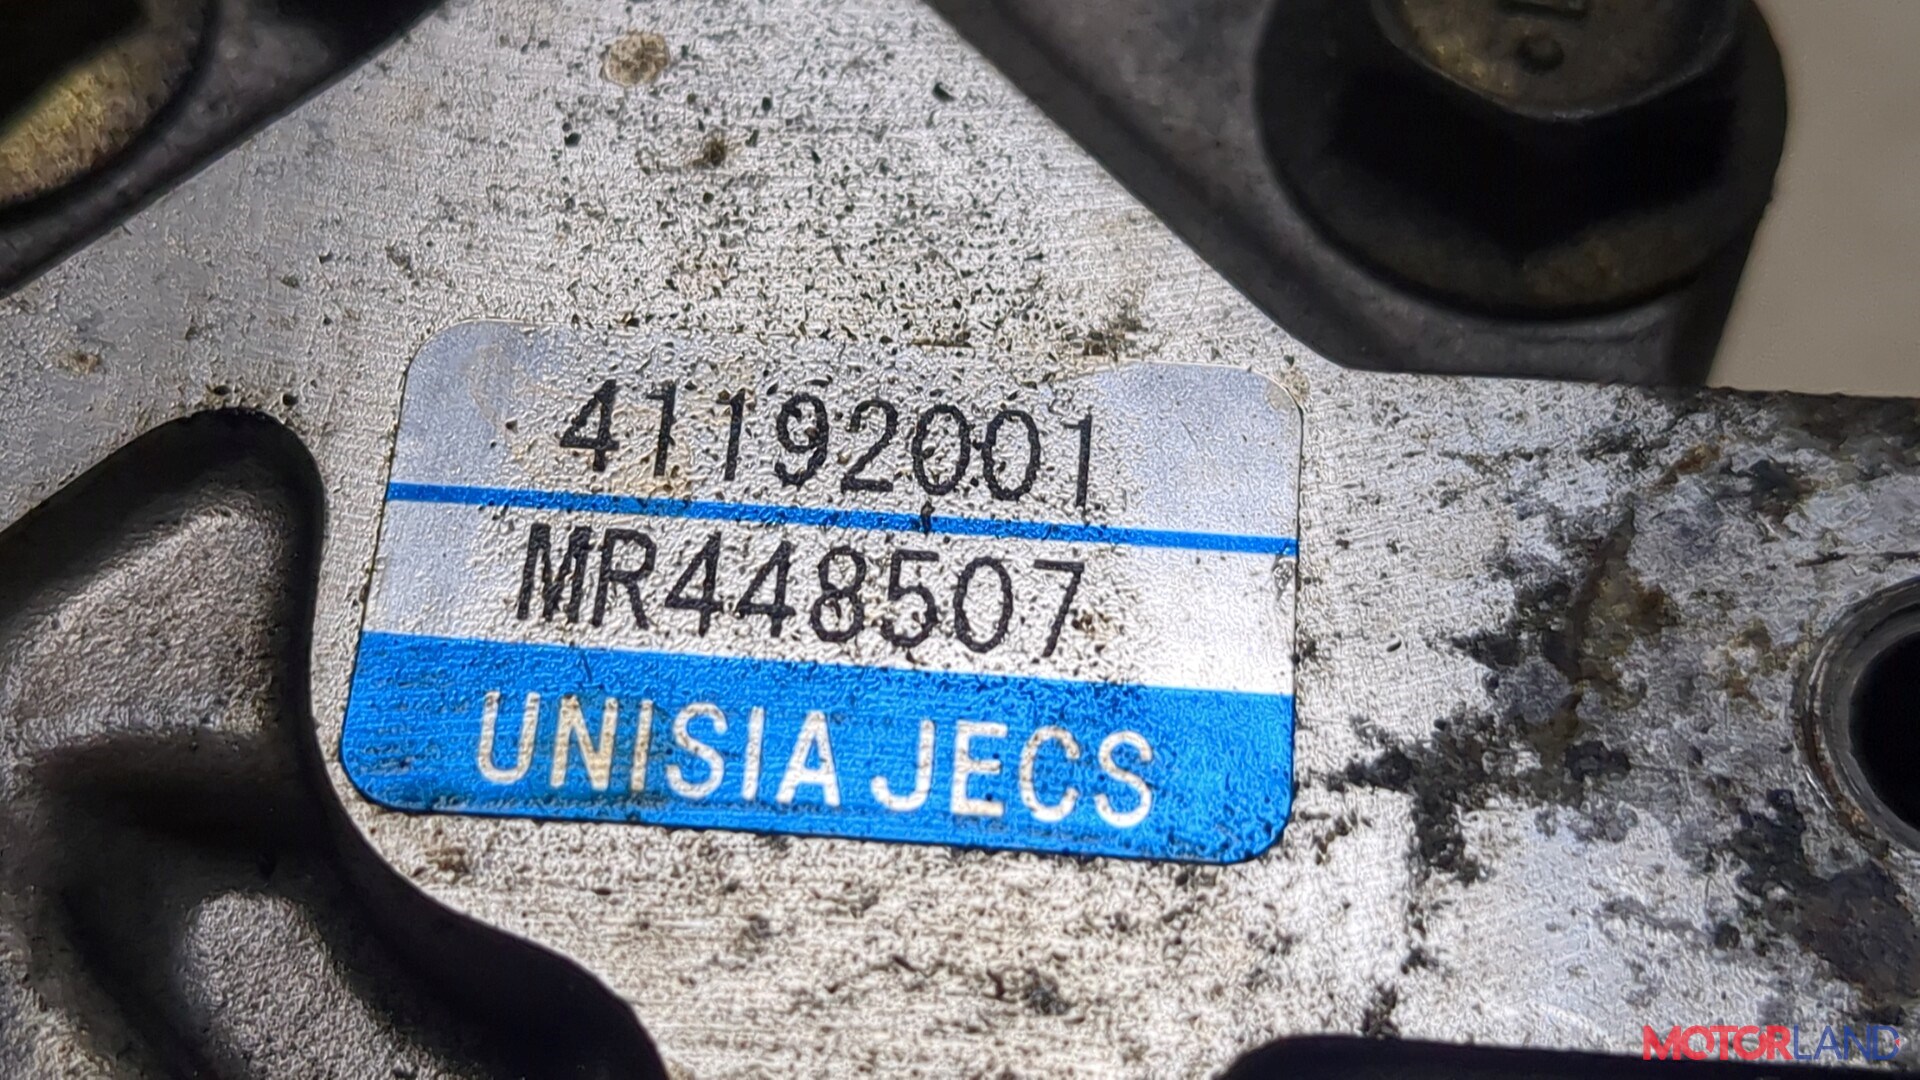 41192001
MR448507
UNISIA JECS
MOTORLAND